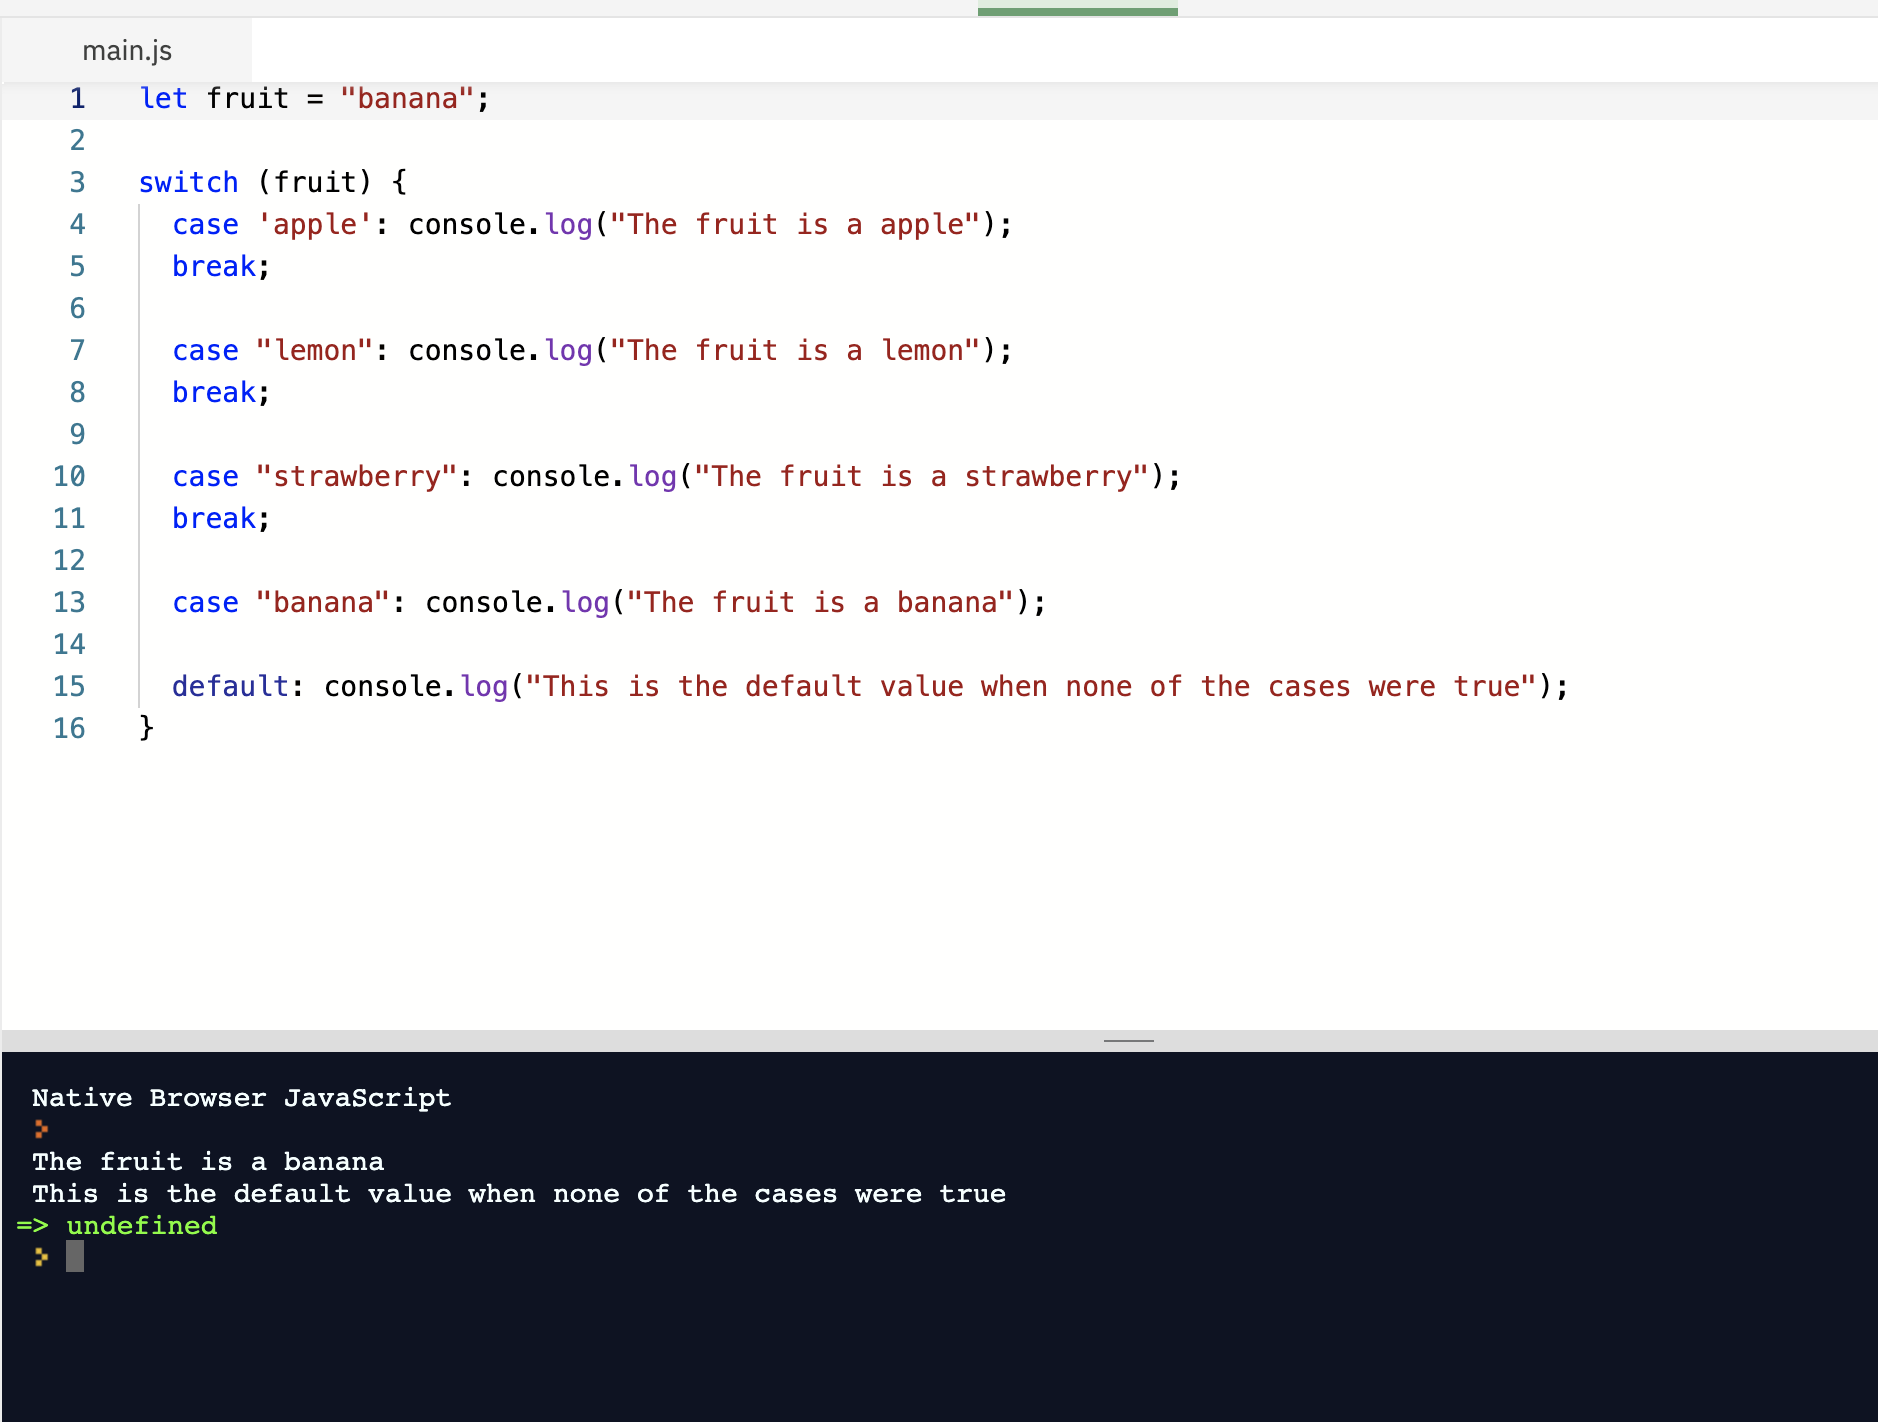 main.js
1 let fruit = "banana";
2
3 switch (fruit) {
4 case 'apple': console.log("The fruit is a apple");
5 break;
6
7 case "lemon": console.log("The fruit is a lemon");
8 break;
9
10 case "strawberry": console.log("The fruit is a strawberry");
11 break;
12
13 case "banana": console.log("The fruit is a banana");
14
15 default: console.log("This is the default value when none of the cases were true");
16 }
Native Browser JavaScript
The fruit is a banana
This is the default value when none of the cases were true
=> undefined